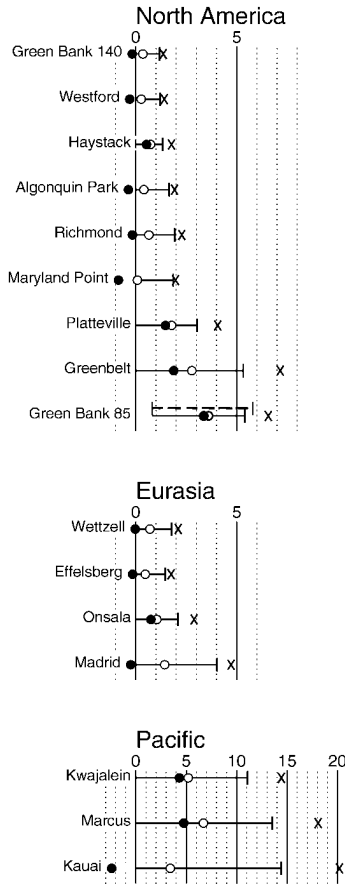 North America
0 5
Green Bank 140
Westford
Haystack
Algonquin Park
Richmond
Maryland Point
Platteville
Greenbelt
Green Bank 85
Eurasia
0 5
Wettzell
Effelsberg
Onsala
Madrid
Pacific
0 5 10 15 20
Kwajalein
Marcus
Kauai